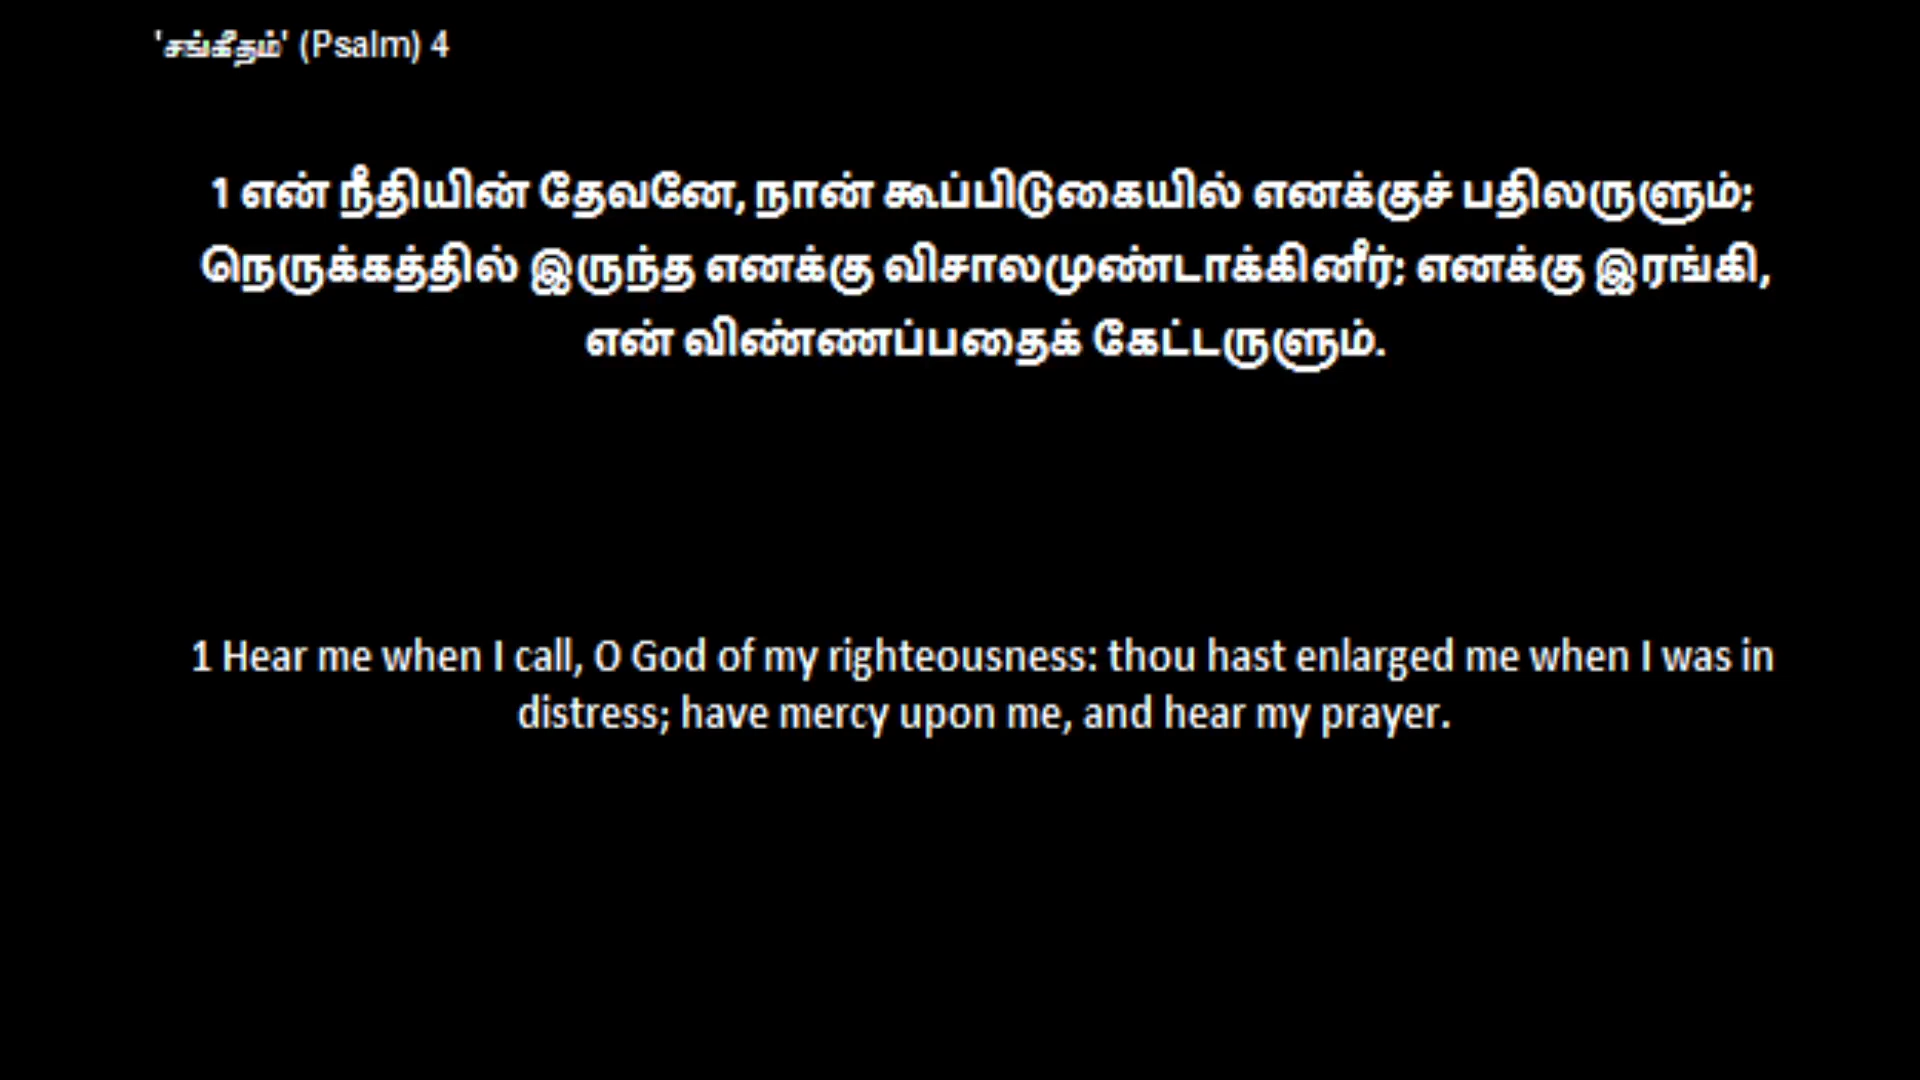 'சங்கீதம்' (Psalm) 4
1 என் நீதியின் தேவனே, நான் கூப்பிடுகையில் எனக்குச் பதிலருளும்;
நெருக்கத்தில் இருந்த எனக்கு விசாலமுண்டாக்கினீர்; எனக்கு இரங்கி,
என் விண்ணப்பதைக் கேட்டருளும்.
1 Hear me when I call, O God of my righteousness: thou hast enlarged me when I was in
distress; have mercy upon me, and hear my prayer.